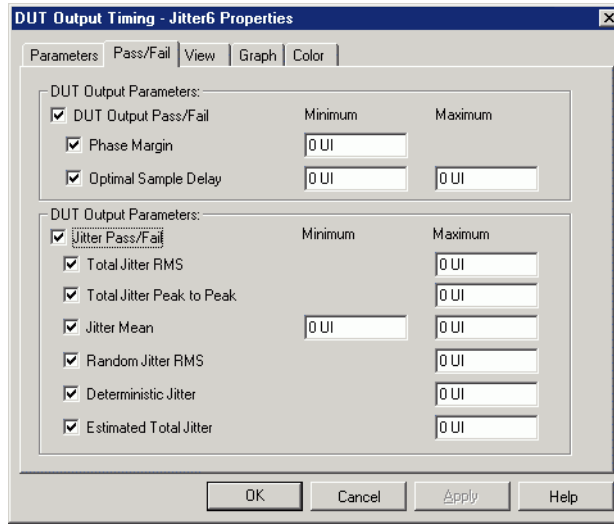 DUT Output Timing - Jitter6 Properties
Parameters Pass/Fail View Graph Color
DUT Output Parameters:
DUT Output Pass/Fail Minimum Maximum
Phase Margin 0 UI
Optimal Sample Delay 0 UI 0 UI
DUT Output Parameters:
Jitter Pass/Fail Minimum Maximum
Total Jitter RMS 0 UI
Total Jitter Peak to Peak 0 UI
Jitter Mean 0 UI 0 UI
Random Jitter RMS 0 UI
Deterministic Jitter 0 UI
Estimated Total Jitter 0 UI
OK Cancel Apply Help